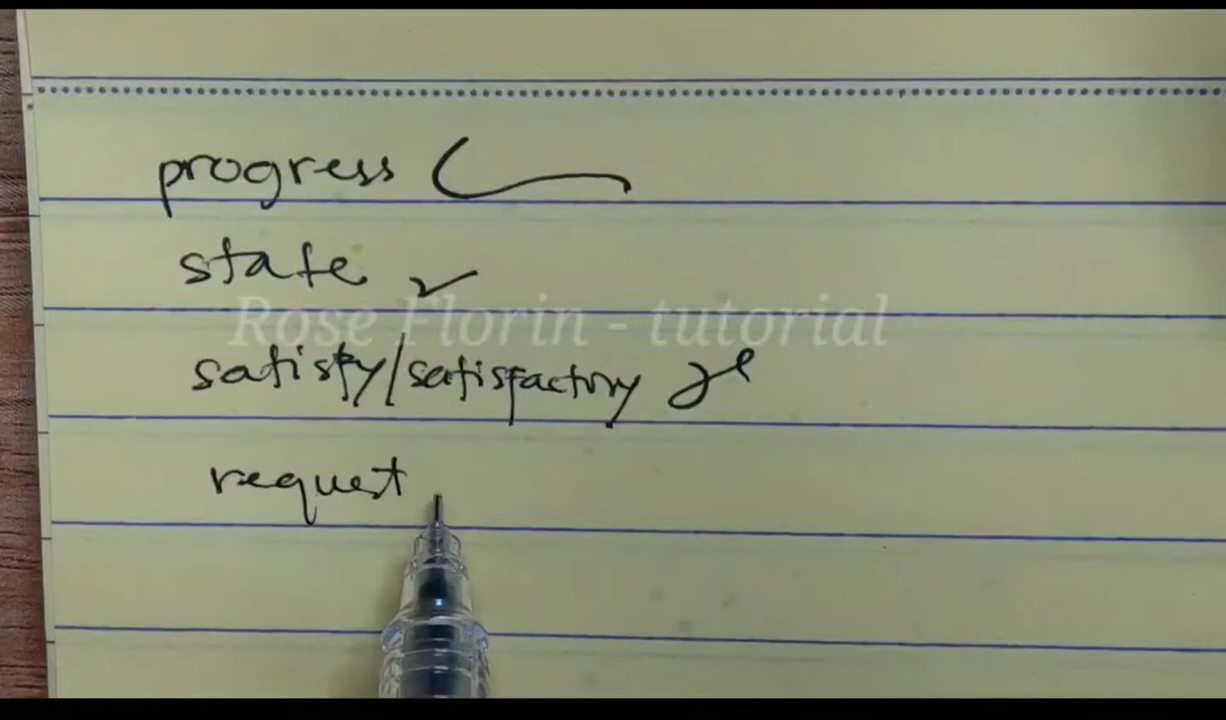 progress
state
Rose Florin - tutorial
satisfy/satisfactory
request